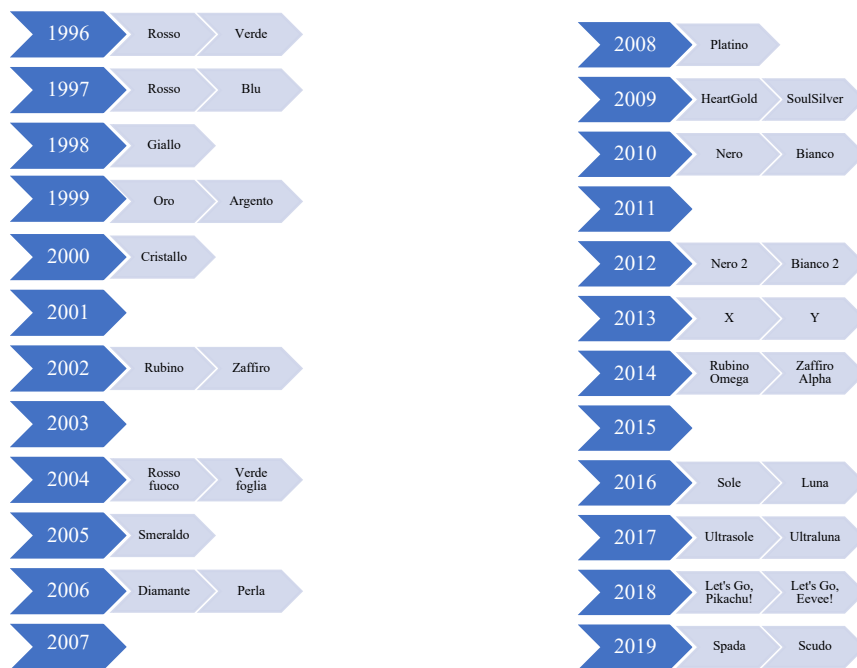 1996 Rosso Verde
1997 Rosso Blu
1998 Giallo
1999 Oro Argento
2000 Cristallo
2001
2002 Rubino Zaffiro
2003
2004 Rosso fuoco Verde foglia
2005 Smeraldo
2006 Diamante Perla
2007
2008 Platino
2009 HeartGold SoulSilver
2010 Nero Bianco
2011
2012 Nero 2 Bianco 2
2013 X Y
2014 Rubino Omega Zaffiro Alpha
2015
2016 Sole Luna
2017 Ultrasole Ultraluna
2018 Let's Go, Pikachu! Let's Go, Eevee!
2019 Spada Scudo